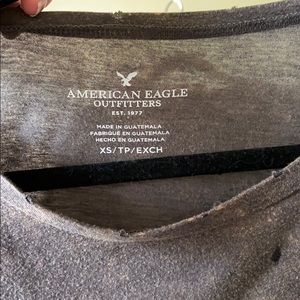 AMERICAN EAGLE
OUTFITTERS
EST. 1977
MADE IN GUATEMALA
FABRIQUÉ EN GUATEMALA
HECHO EN GUATEMALA
XS/TP/EXCH